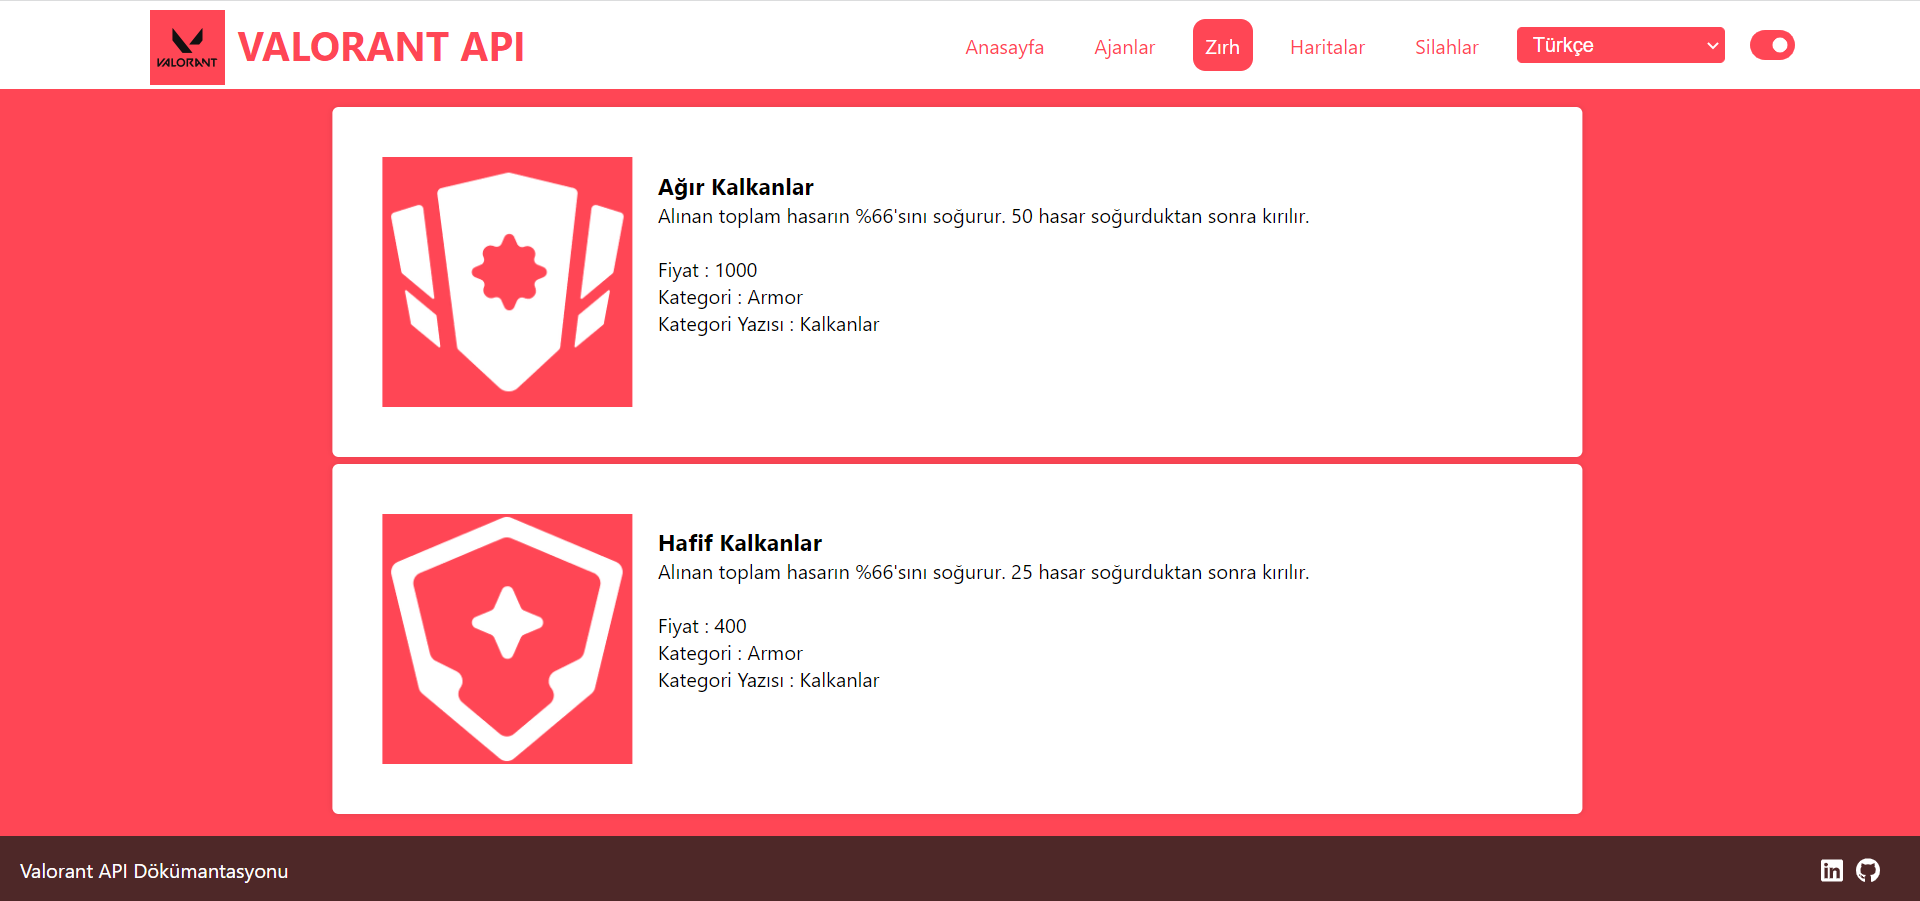 VALORANT
VALORANT API
Anasayfa
Ajanlar
Zırh
Haritalar
Silahlar
Türkçe
Ağır Kalkanlar
Alınan toplam hasarın %66'sını soğurur. 50 hasar soğurduktan sonra kırılır.
Fiyat : 1000
Kategori : Armor
Kategori Yazısı : Kalkanlar
Hafif Kalkanlar
Alınan toplam hasarın %66'sını soğurur. 25 hasar soğurduktan sonra kırılır.
Fiyat : 400
Kategori : Armor
Kategori Yazısı : Kalkanlar
Valorant API Dökümantasyonu
in